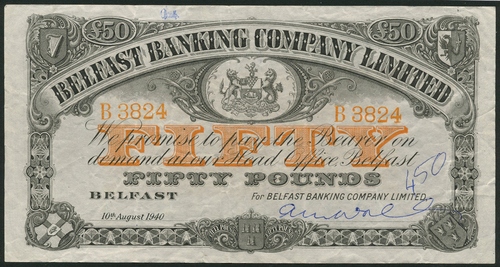 £50 £50
BELFAST BANKING COMPANY LIMITED
B 3824 B 3824
FIFTY
We promise to pay the Bearer on
demand at our Head Office Belfast
FIFTY POUNDS
BELFAST For BELFAST BANKING COMPANY LIMITED.
10th August 1940
450